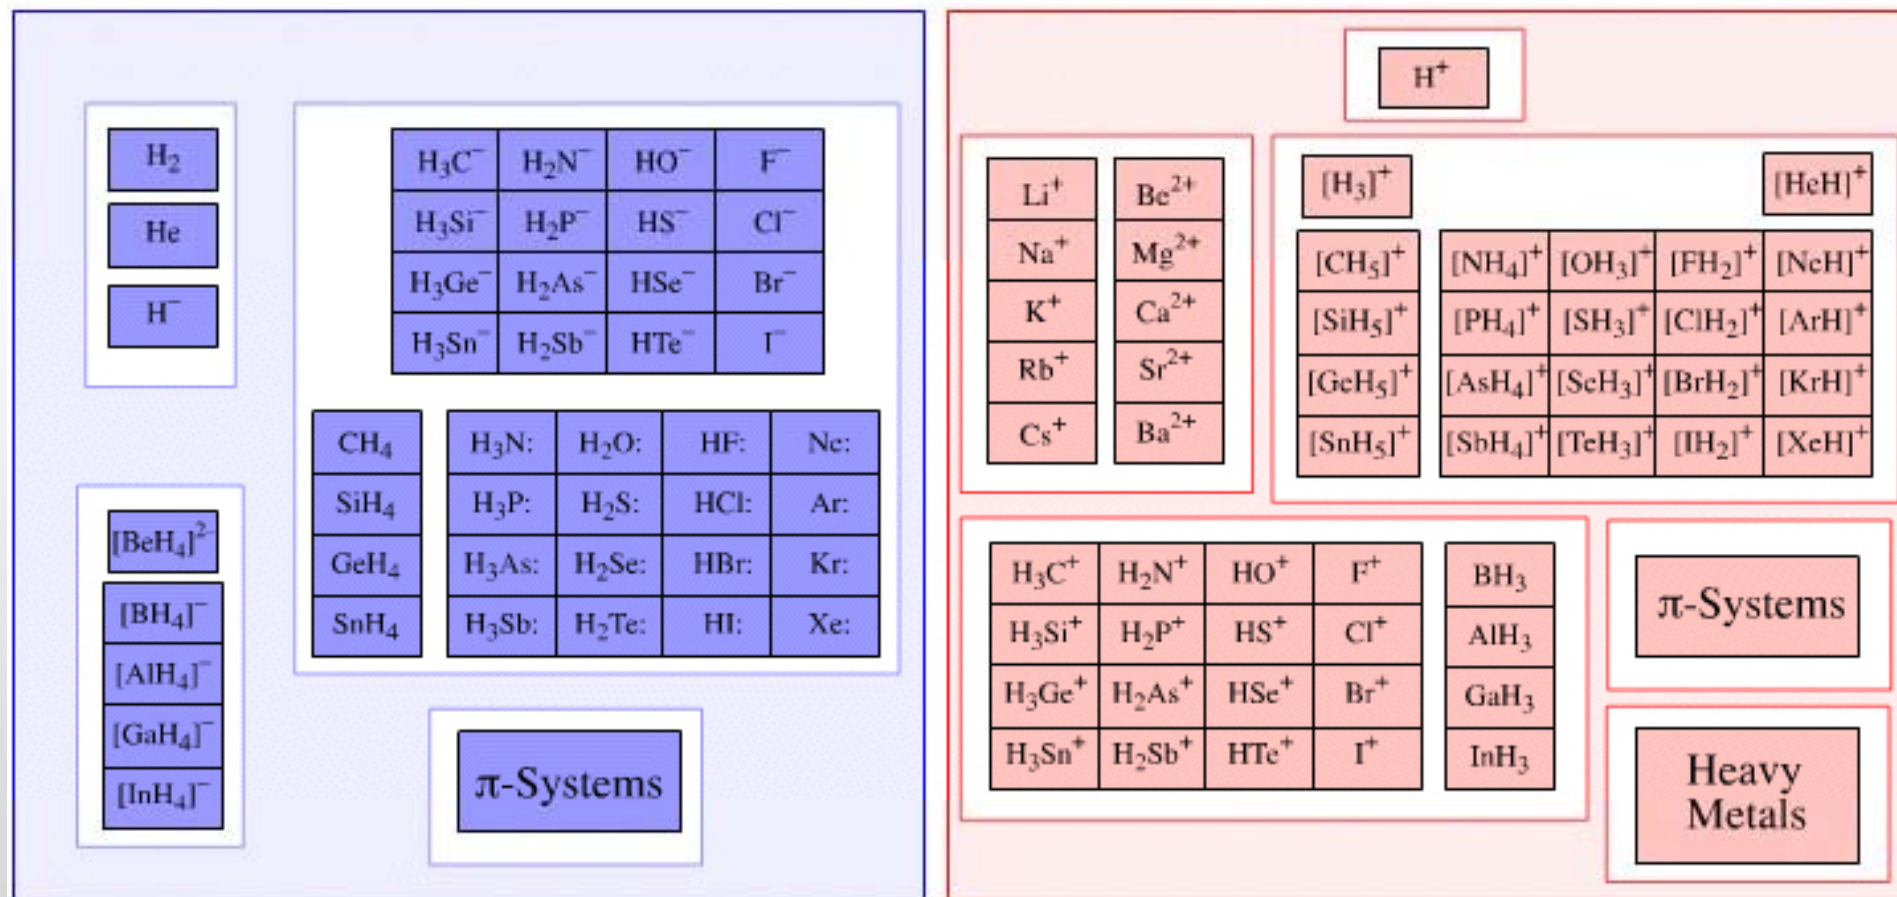 H₂
He
H⁻
H₃C⁻ H₂N⁻ HO⁻ F⁻
H₃Si⁻ H₂P⁻ HS⁻ Cl⁻
H₃Ge⁻ H₂As⁻ HSe⁻ Br⁻
H₃Sn⁻ H₂Sb⁻ HTe⁻ I⁻
CH₄ H₃N: H₂O: HF: Ne:
SiH₄ H₃P: H₂S: HCl: Ar:
GeH₄ H₃As: H₂Se: HBr: Kr:
SnH₄ H₃Sb: H₂Te: HI: Xe:
[BeH₄]²⁻
[BH₄]⁻
[AlH₄]⁻
[GaH₄]⁻
[InH₄]⁻
π-Systems
H⁺
Li⁺ Be²⁺
Na⁺ Mg²⁺
K⁺ Ca²⁺
Rb⁺ Sr²⁺
Cs⁺ Ba²⁺
[H₃]⁺ [HeH]⁺
[CH₅]⁺ [NH₄]⁺ [OH₃]⁺ [FH₂]⁺ [NeH]⁺
[SiH₅]⁺ [PH₄]⁺ [SH₃]⁺ [ClH₂]⁺ [ArH]⁺
[GeH₅]⁺ [AsH₄]⁺ [SeH₃]⁺ [BrH₂]⁺ [KrH]⁺
[SnH₅]⁺ [SbH₄]⁺ [TeH₃]⁺ [IH₂]⁺ [XeH]⁺
H₃C⁺ H₂N⁺ HO⁺ F⁺ BH₃
H₃Si⁺ H₂P⁺ HS⁺ Cl⁺ AlH₃
H₃Ge⁺ H₂As⁺ HSe⁺ Br⁺ GaH₃
H₃Sn⁺ H₂Sb⁺ HTe⁺ I⁺ InH₃
π-Systems
Heavy
Metals